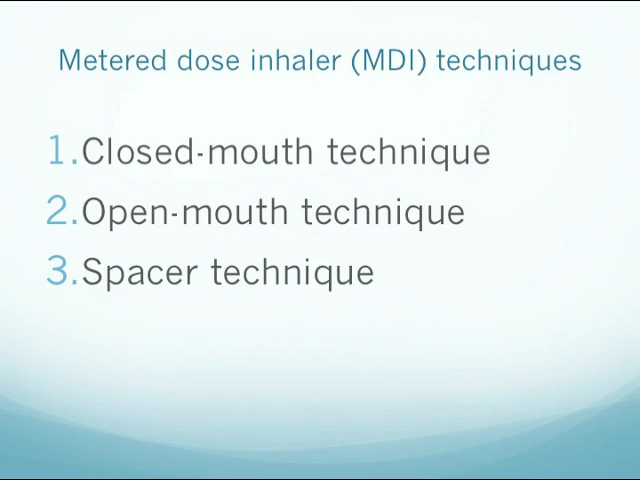 Metered dose inhaler (MDI) techniques
1.Closed-mouth technique
2.Open-mouth technique
3.Spacer technique